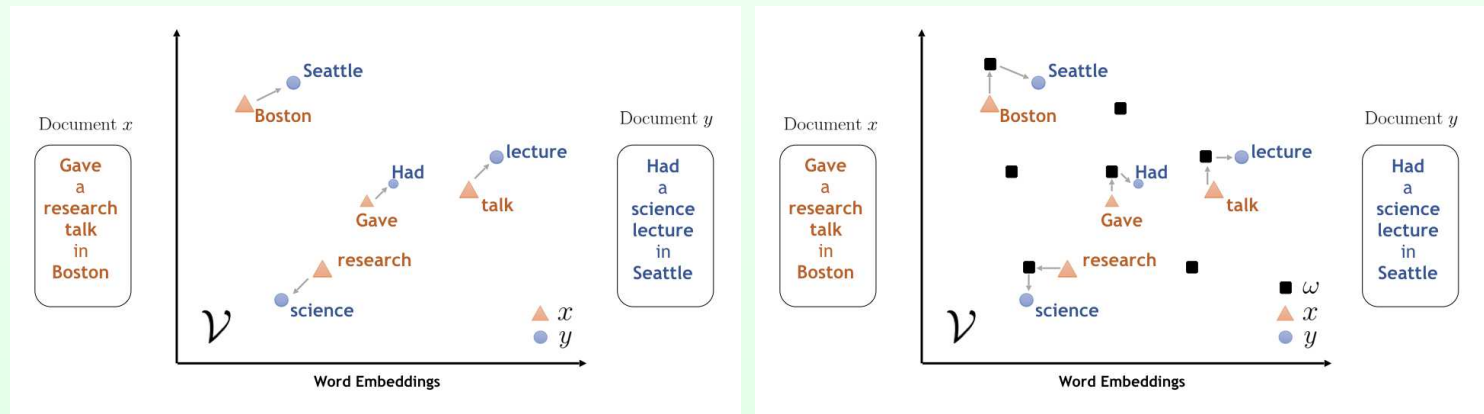 Document x
Gave
a
research
talk
in
Boston
Seattle
Boston
Had
Gave
lecture
talk
research
science
𝒱
x
y
Word Embeddings
Document y
Had
a
science
lecture
in
Seattle
Document x
Gave
a
research
talk
in
Boston
Seattle
Boston
Had
Gave
lecture
talk
research
science
𝒱
ω
x
y
Word Embeddings
Document y
Had
a
science
lecture
in
Seattle